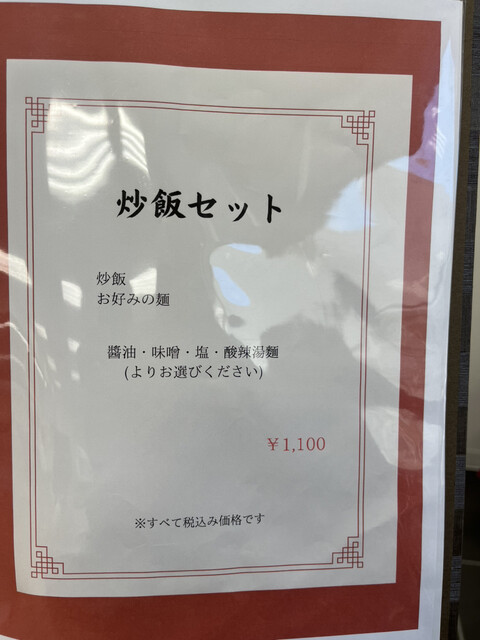 炒飯セット
炒飯
お好みの麺
醬油・味噌・塩・酸辣湯麵
(よりお選びください)
￥1,100
※すべて税込み価格です